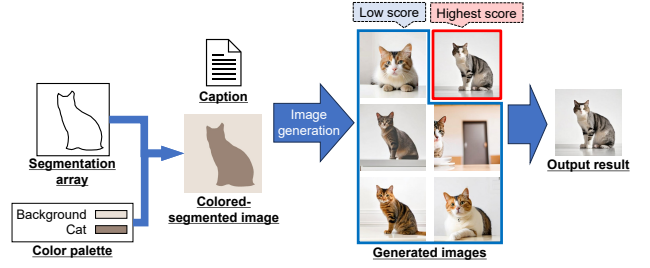 Low score
Highest score
Caption
Image
generation
Segmentation
array
Colored-
segmented image
Output result
Background
Cat
Color palette
Generated images